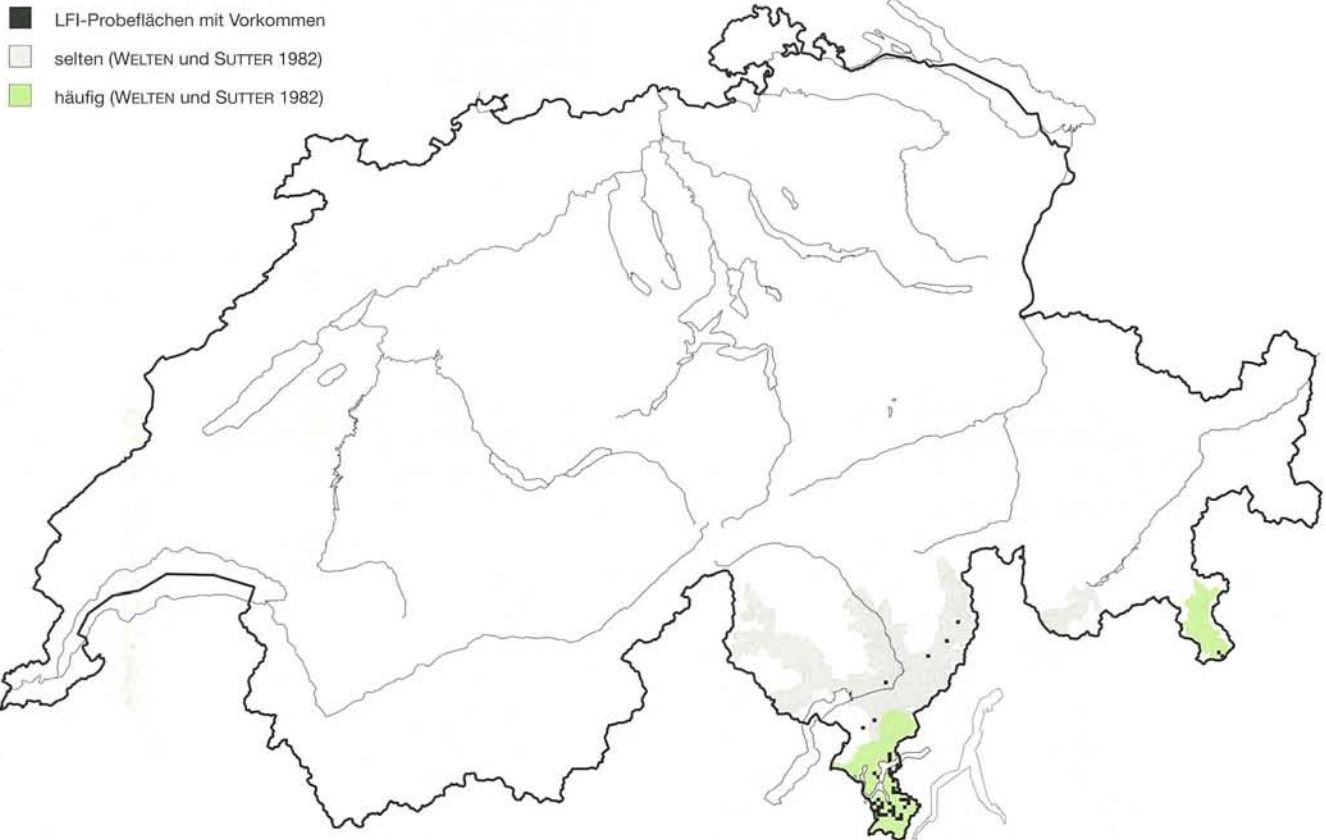 LFI-Probeflächen mit Vorkommen
selten (WELTEN und SUTTER 1982)
häufig (WELTEN und SUTTER 1982)